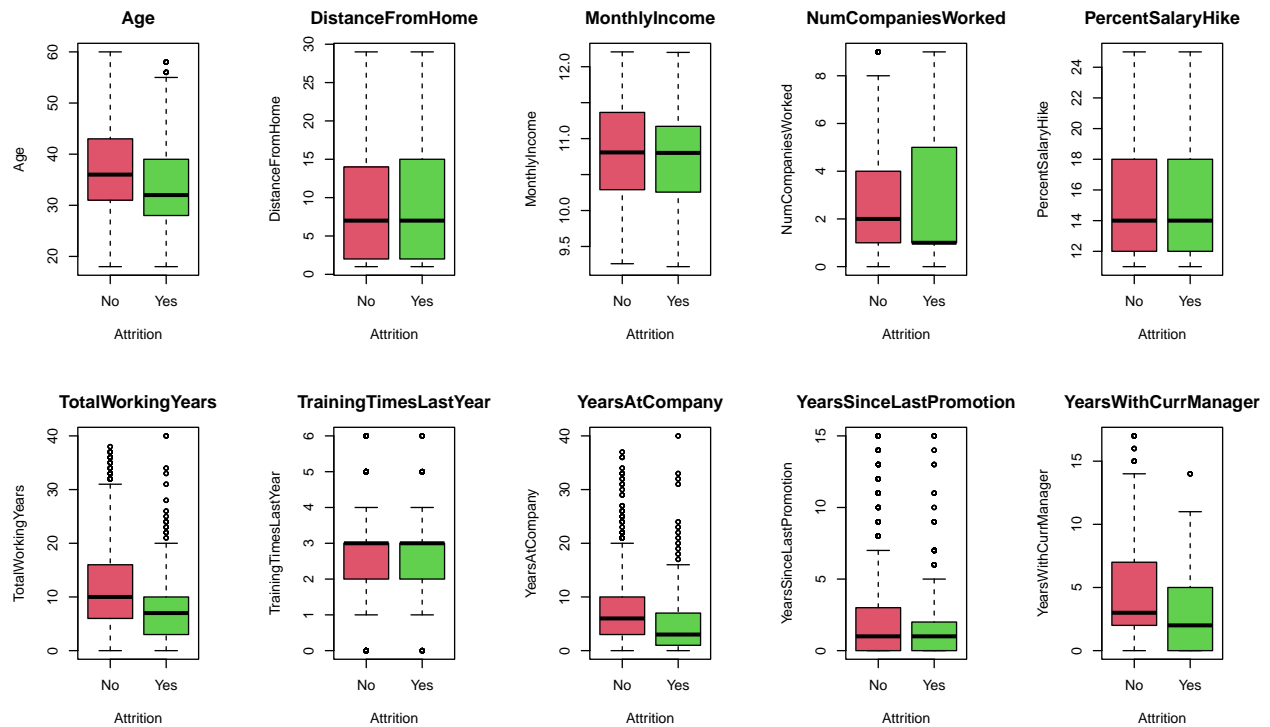 Age
DistanceFromHome
MonthlyIncome
NumCompaniesWorked
PercentSalaryHike
Age
20
30
40
50
60
No
Yes
Attrition
DistanceFromHome
0
5
10
15
20
25
30
No
Yes
Attrition
MonthlyIncome
9.5
10.0
11.0
12.0
No
Yes
Attrition
NumCompaniesWorked
0
2
4
6
8
No
Yes
Attrition
PercentSalaryHike
12
14
16
18
20
24
No
Yes
Attrition
TotalWorkingYears
TrainingTimesLastYear
YearsAtCompany
YearsSinceLastPromotion
YearsWithCurrManager
TotalWorkingYears
0
10
20
30
40
No
Yes
Attrition
TrainingTimesLastYear
0
1
2
3
4
5
6
No
Yes
Attrition
YearsAtCompany
0
10
20
30
40
No
Yes
Attrition
YearsSinceLastPromotion
0
5
10
15
No
Yes
Attrition
YearsWithCurrManager
0
5
10
15
No
Yes
Attrition